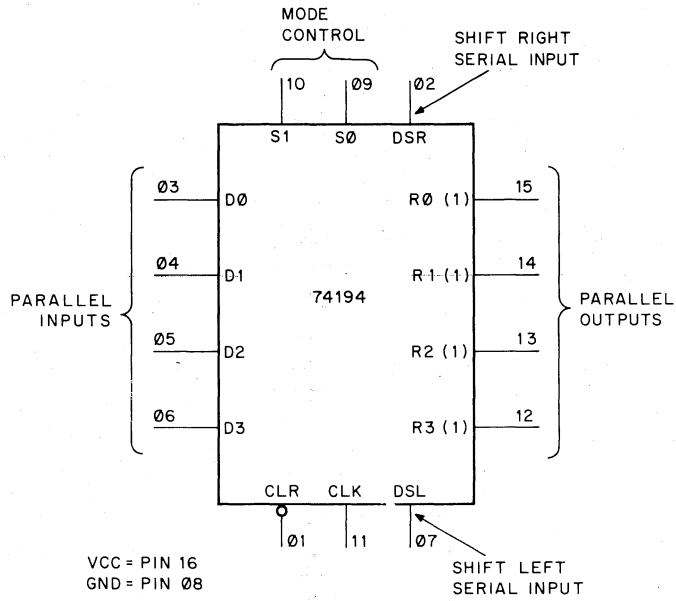 MODE
CONTROL
SHIFT RIGHT
SERIAL INPUT
10 Ø9 Ø2
S1 SØ DSR
Ø3 DØ RØ (1) 15
Ø4 D1 R1 (1) 14
PARALLEL
INPUTS
74194
PARALLEL
OUTPUTS
Ø5 D2 R2 (1) 13
Ø6 D3 R3 (1) 12
CLR CLK DSL
Ø1 11 Ø7
VCC = PIN 16
GND = PIN Ø8
SHIFT LEFT
SERIAL INPUT